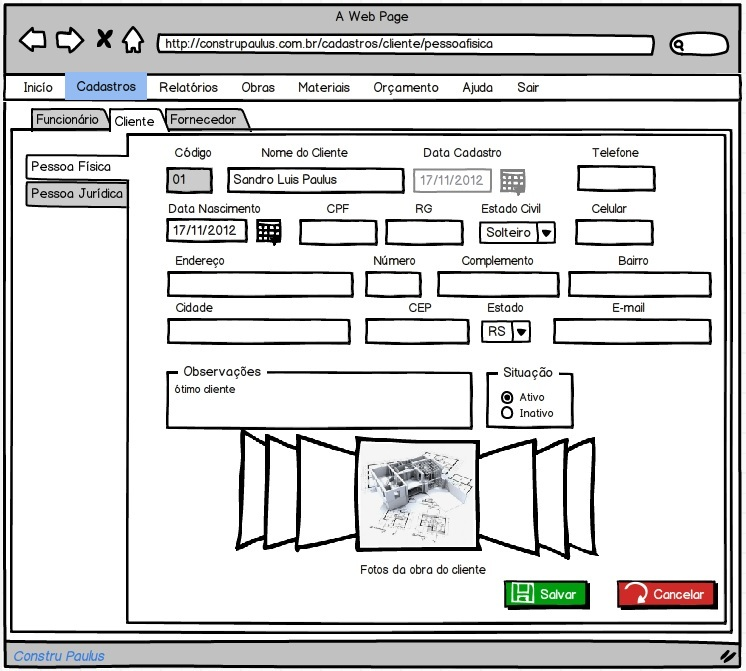 A Web Page
http://construpaulus.com.br/cadastros/cliente/pessoafisica
Inicío Cadastros Relatórios Obras Materiais Orçamento Ajuda Sair
Funcionário Cliente Fornecedor
Pessoa Física
Pessoa Jurídica
Código Nome do Cliente Data Cadastro Telefone
01 Sandro Luis Paulus 17/11/2012
Data Nascimento CPF RG Estado Civil Celular
17/11/2012 Solteiro
Endereço Número Complemento Bairro
Cidade CEP Estado E-mail
RS
Observações Situação
ótimo cliente
Ativo
Inativo
Fotos da obra do cliente
Salvar Cancelar
Constru Paulus